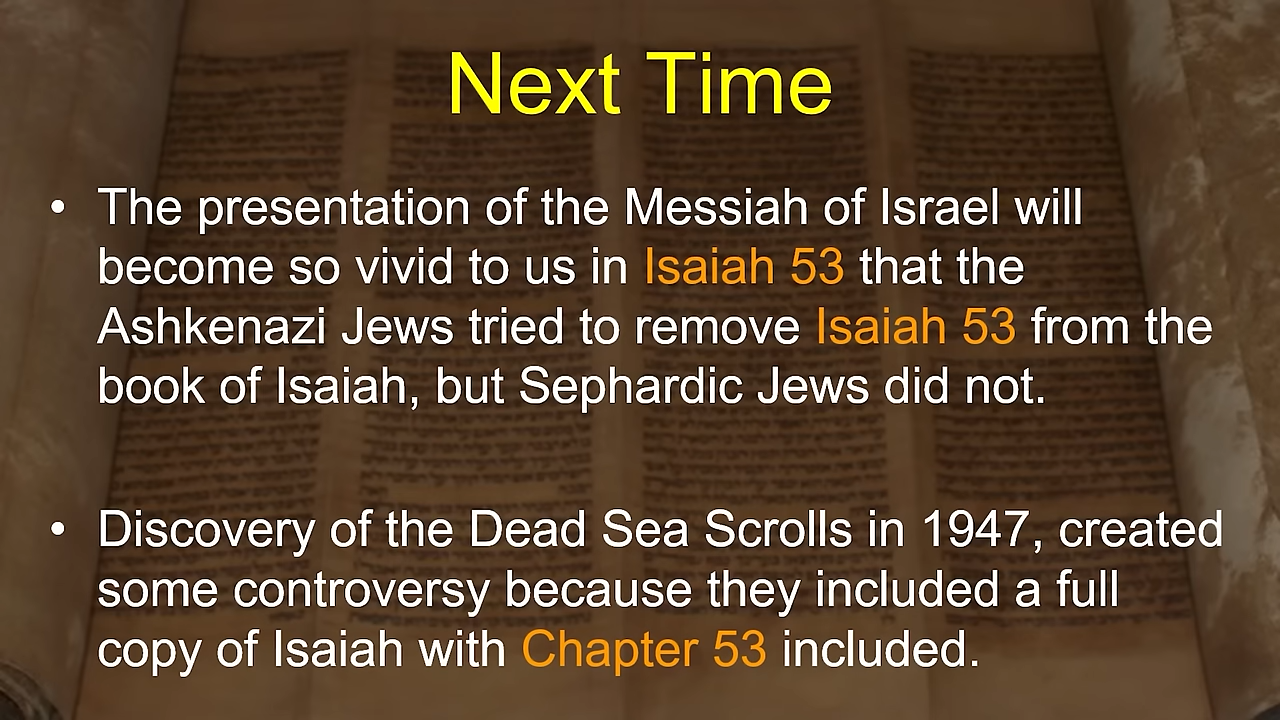 Next Time
• The presentation of the Messiah of Israel will
become so vivid to us in Isaiah 53 that the
Ashkenazi Jews tried to remove Isaiah 53 from the
book of Isaiah, but Sephardic Jews did not.
• Discovery of the Dead Sea Scrolls in 1947, created
some controversy because they included a full
copy of Isaiah with Chapter 53 included.